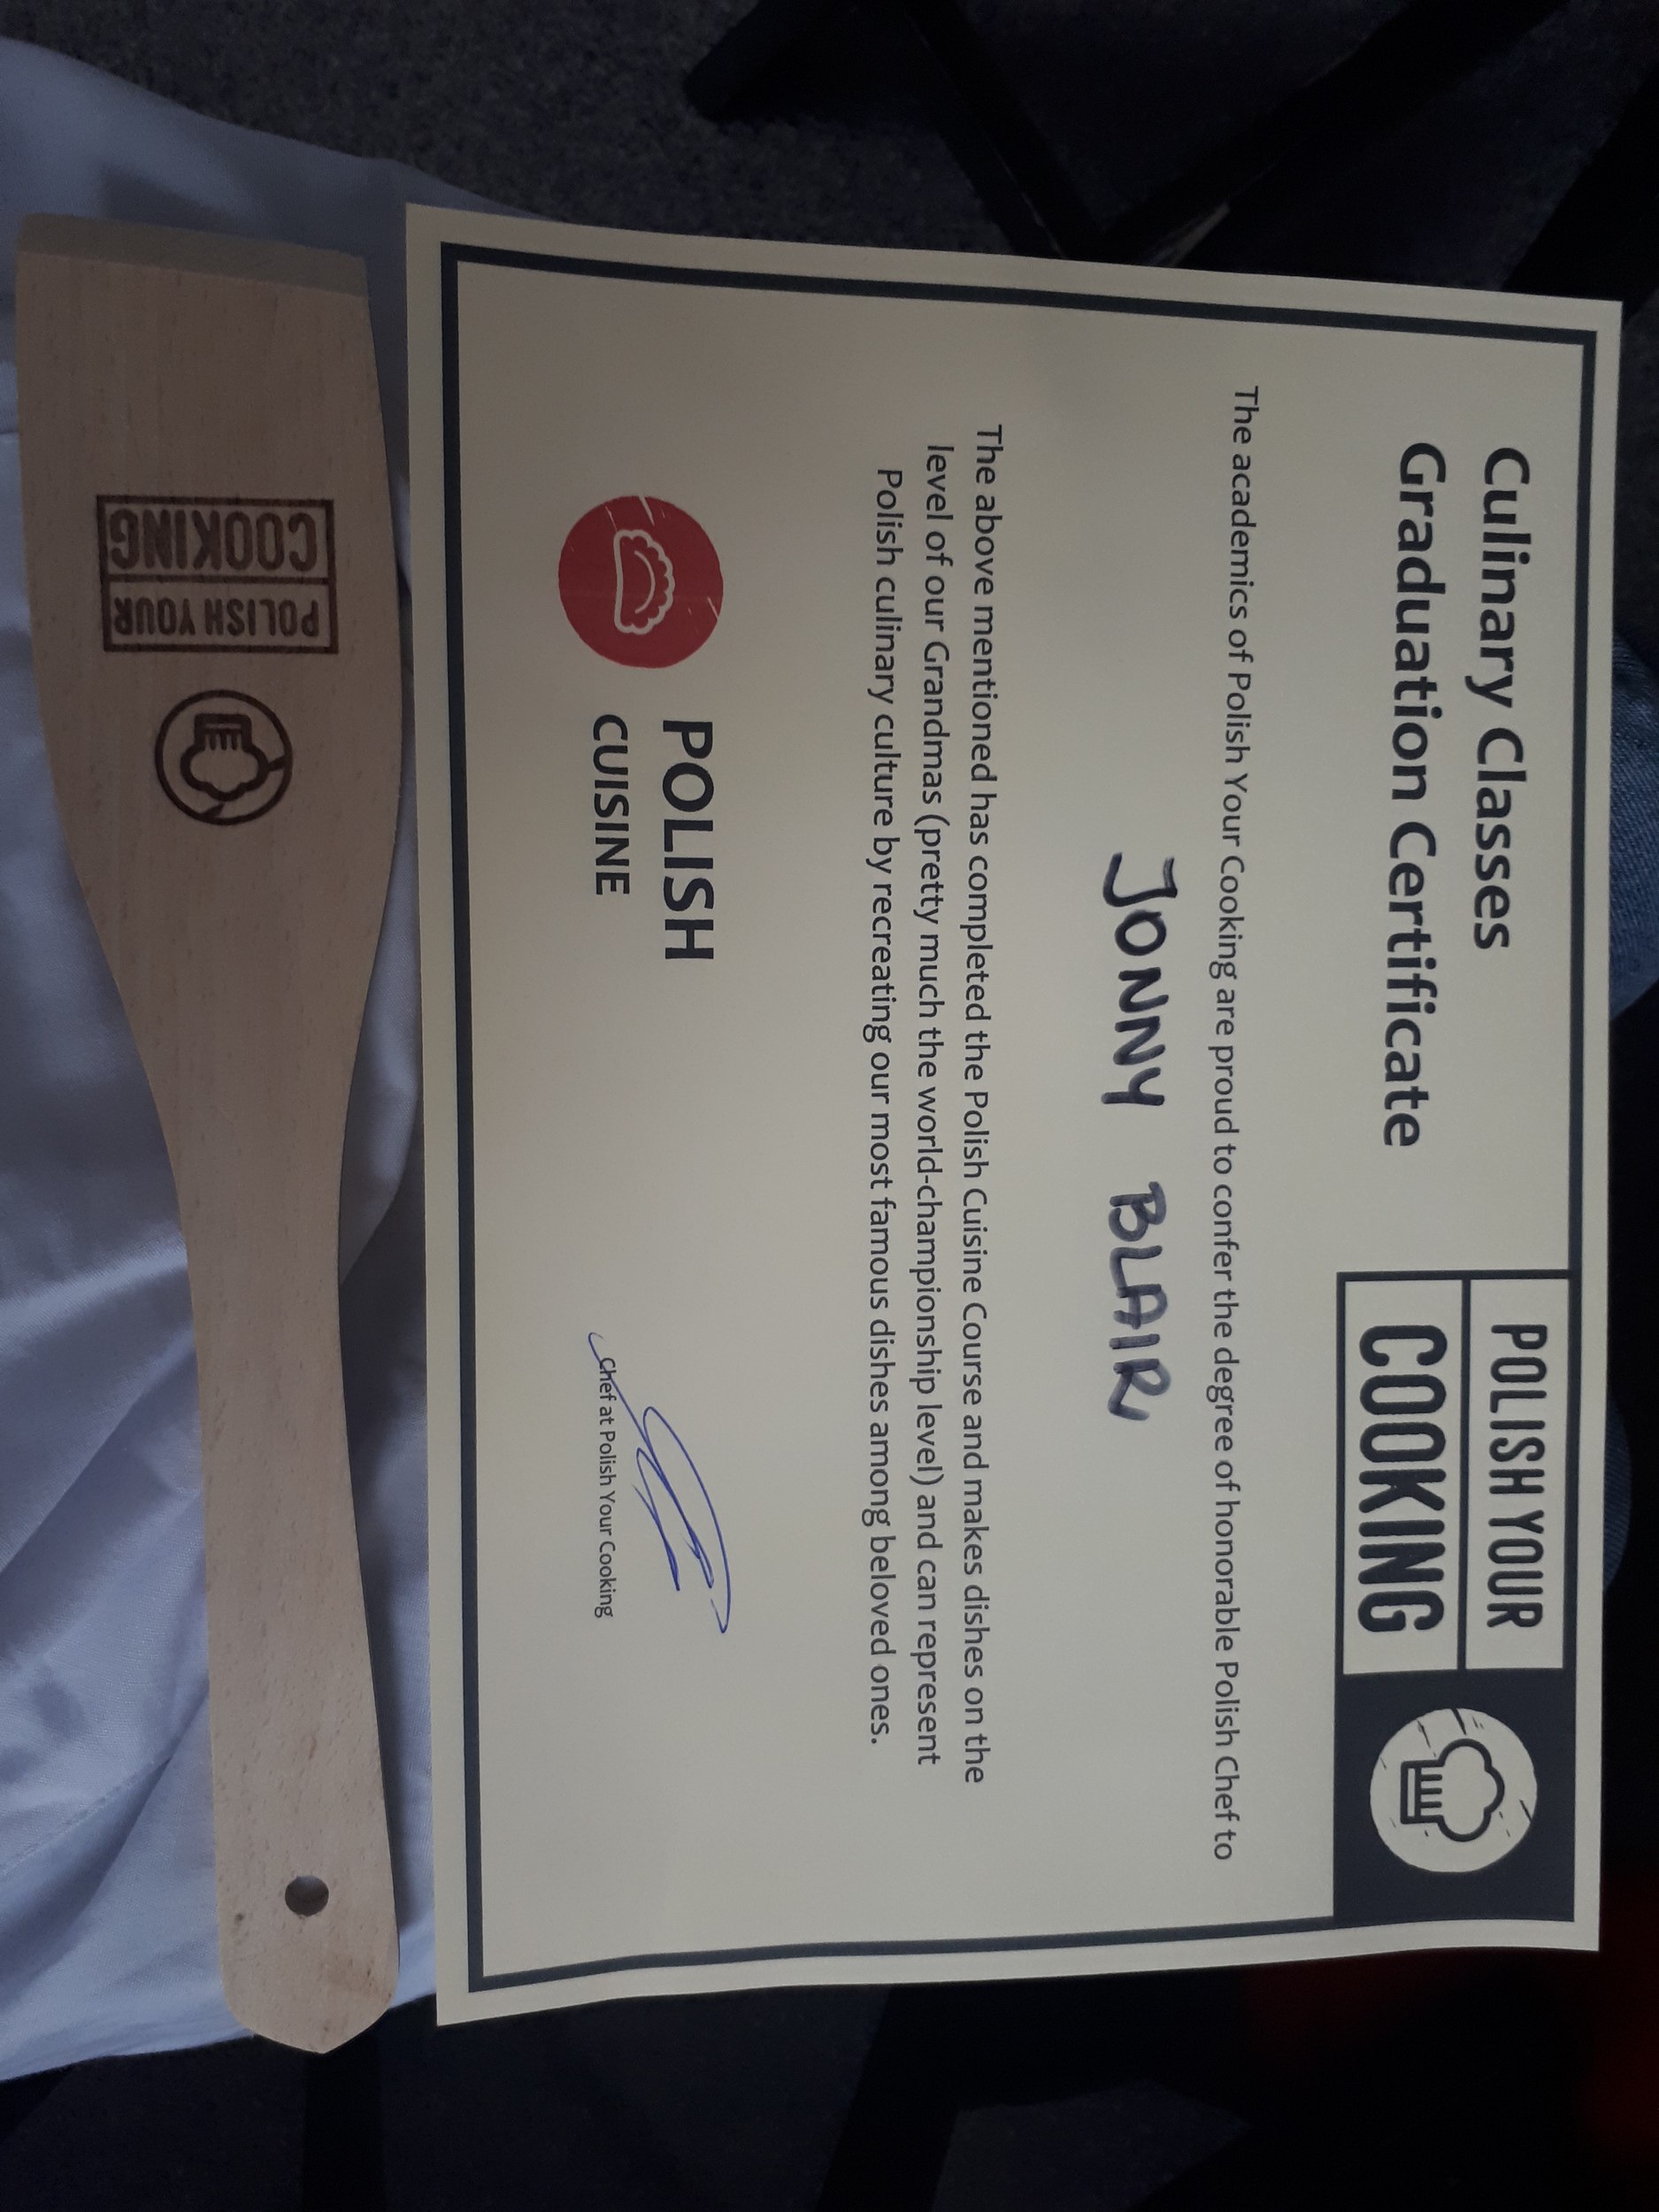 Culinary Classes
Graduation Certificate
POLISH YOUR
COOKING
The academics of Polish Your Cooking are proud to confer the degree of honorable Polish Chef to
JONNY BLAIR
The above mentioned has completed the Polish Cuisine Course and makes dishes on the
level of our Grandmas (pretty much the world-championship level) and can represent
Polish culinary culture by recreating our most famous dishes among beloved ones.
POLISH
CUISINE
Chef at Polish Your Cooking
POLISH YOUR
COOKING